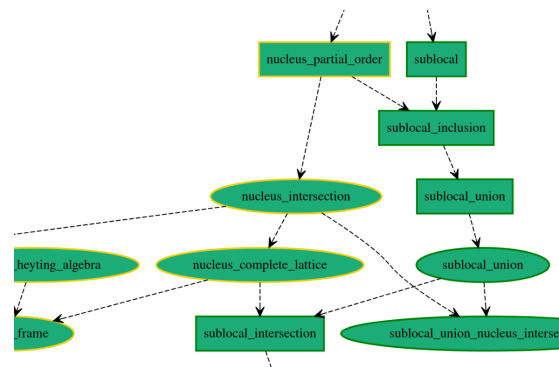 nucleus_partial_order
sublocal
sublocal_inclusion
nucleus_intersection
sublocal_union
_heyting_algebra
nucleus_complete_lattice
sublocal_union
_frame
sublocal_intersection
sublocal_union_nucleus_interse